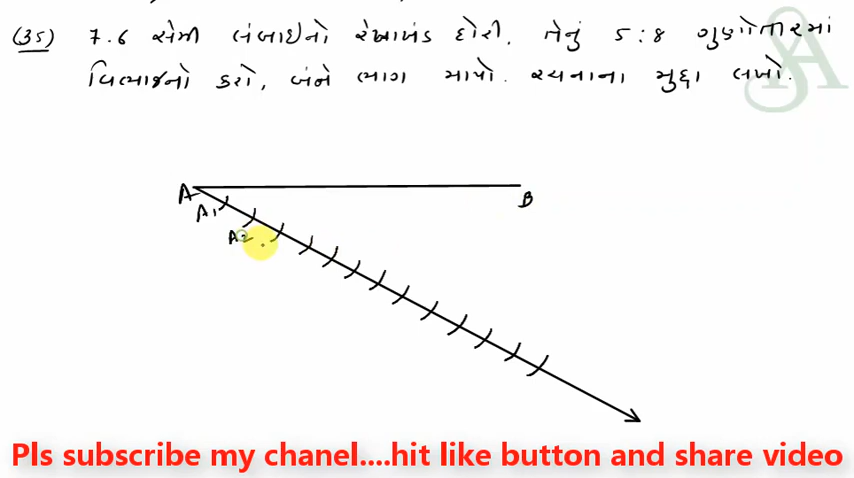 (35) 7.6 સેમી લંબાઈનો રેખાખંડ દોરી, તેનું 5:8 ગુણોત્તરમાં
વિભાજનો કરો, બંને ભાગ માપો. રચનાના મુદ્દા લખો.
A
B
A1
A2
Pls subscribe my chanel....hit like button and share video